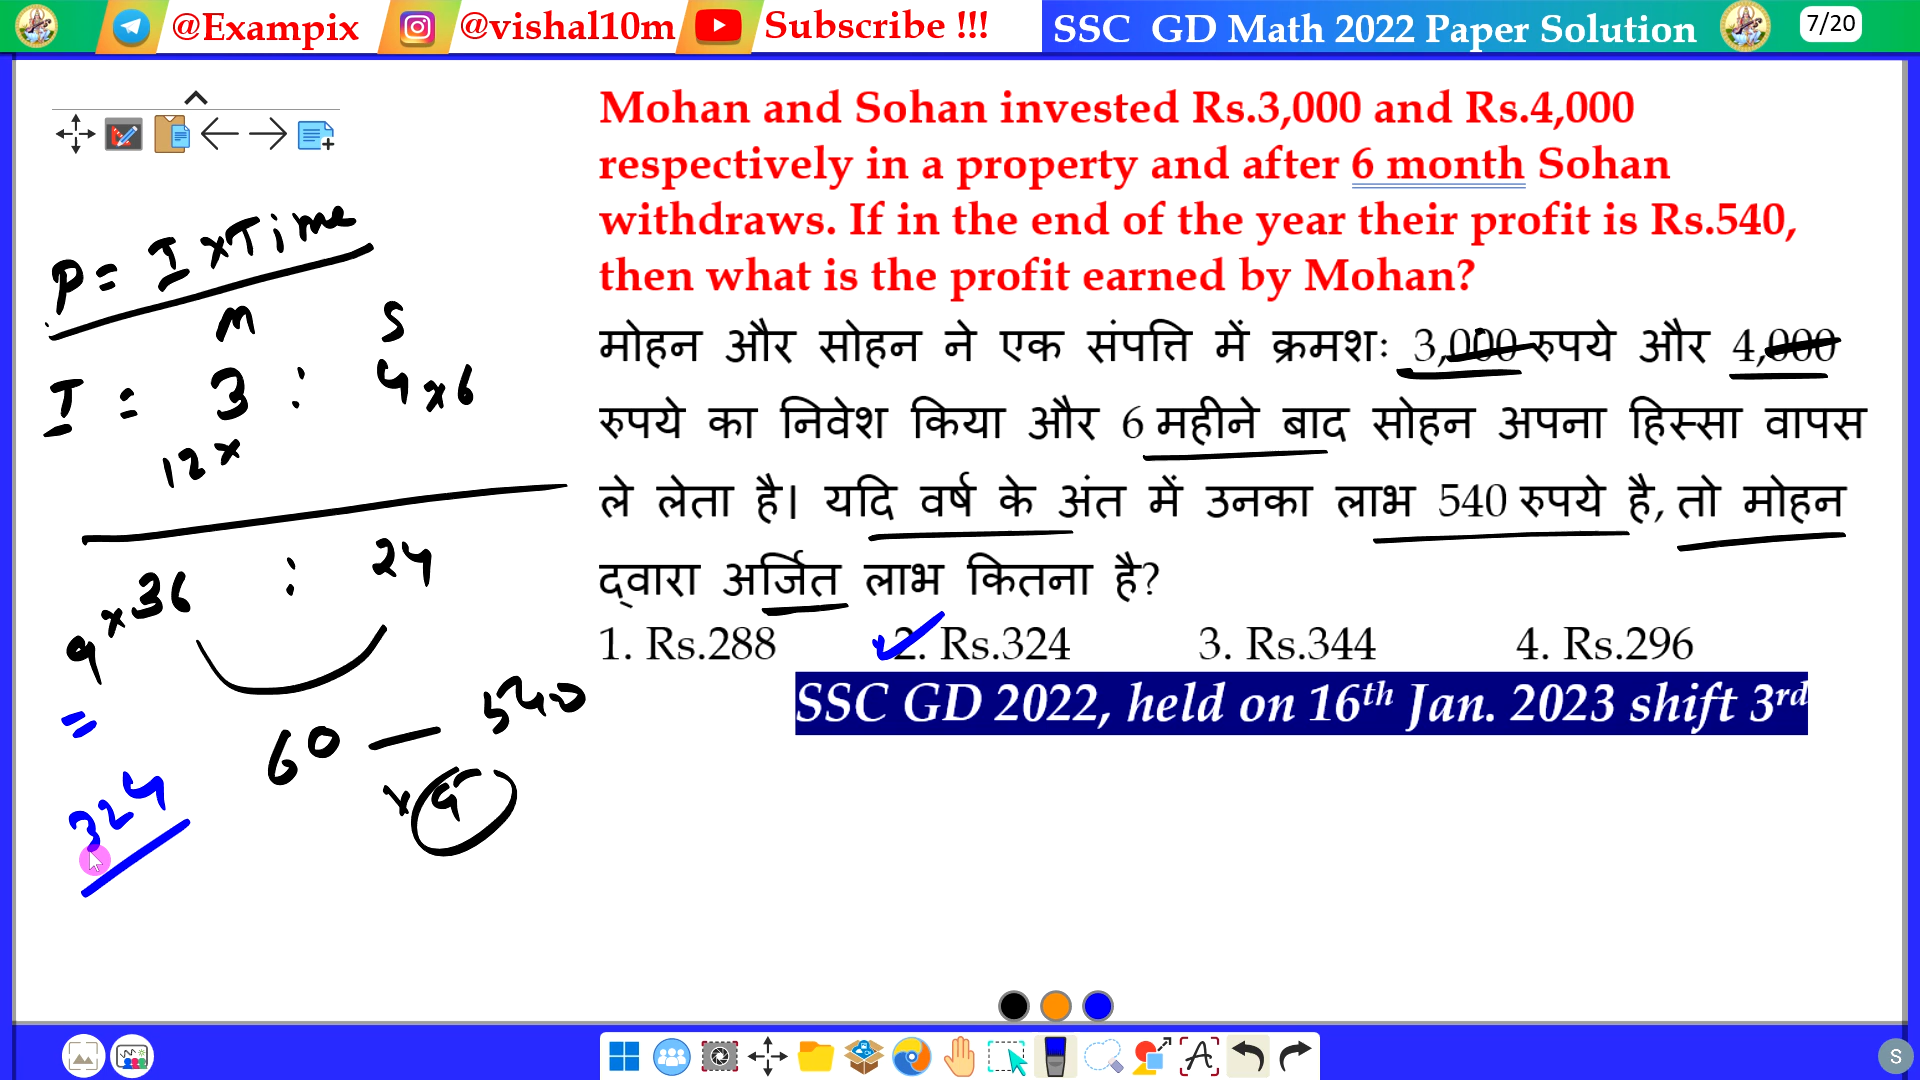 @Exampix @vishal10m Subscribe !!! SSC GD Math 2022 Paper Solution 7/20
Mohan and Sohan invested Rs.3,000 and Rs.4,000
respectively in a property and after 6 month Sohan
withdraws. If in the end of the year their profit is Rs.540,
then what is the profit earned by Mohan?
मोहन और सोहन ने एक संपत्ति में क्रमशः 3,000 रुपये और 4,000
रुपये का निवेश किया और 6 महीने बाद सोहन अपना हिस्सा वापस
ले लेता है। यदि वर्ष के अंत में उनका लाभ 540 रुपये है, तो मोहन
द्वारा अर्जित लाभ कितना है?
1. Rs.288 2. Rs.324 3. Rs.344 4. Rs.296
SSC GD 2022, held on 16th Jan. 2023 shift 3rd
P = I x Time
M S
I = 3 : 4 x 6
12 x
36 : 24
9 x
=
60 — 540
x 9
324
S